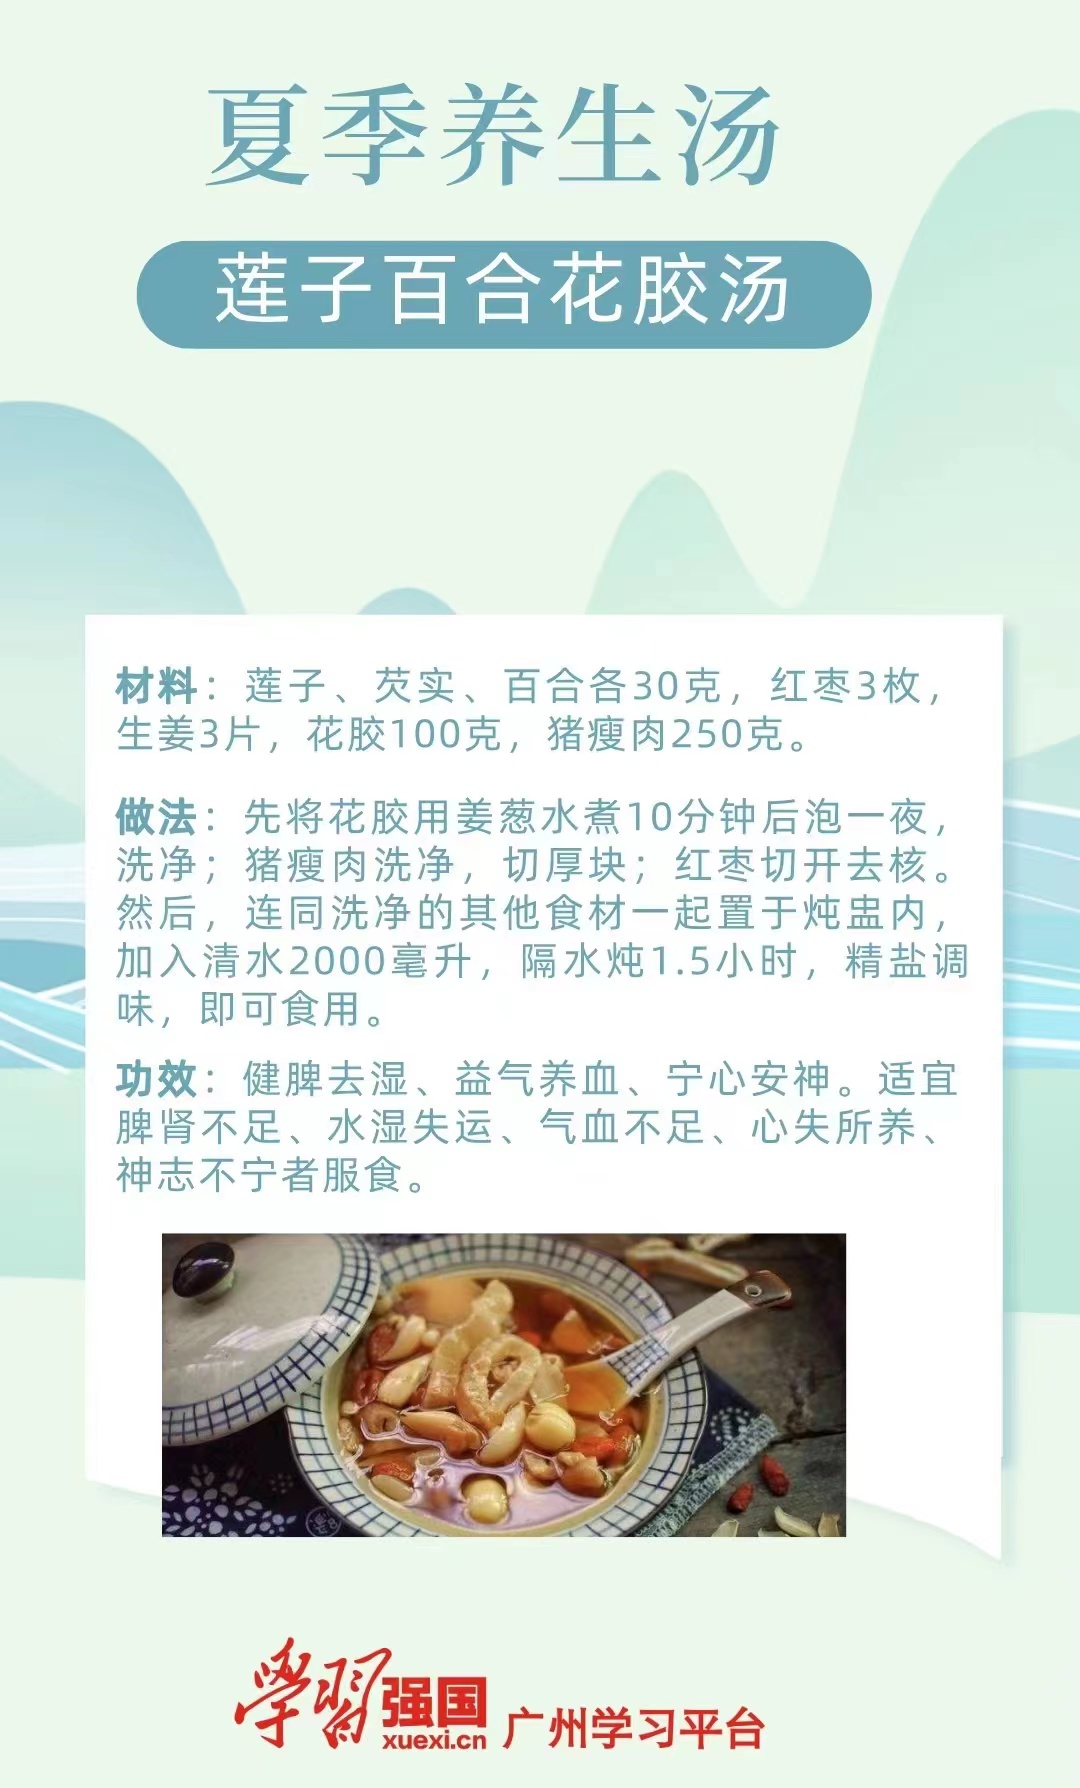 夏季养生汤
莲子百合花胶汤
材料：莲子、芡实、百合各30克，红枣3枚，
生姜3片，花胶100克，猪瘦肉250克。
做法：先将花胶用姜葱水煮10分钟后泡一夜，
洗净；猪瘦肉洗净，切厚块；红枣切开去核。
然后，连同洗净的其他食材一起置于炖盅内，
加入清水2000毫升，隔水炖1.5小时，精盐调
味，即可食用。
功效：健脾去湿、益气养血、宁心安神。适宜
脾肾不足、水湿失运、气血不足、心失所养、
神志不宁者服食。
學習强国
xuexi.cn
广州学习平台